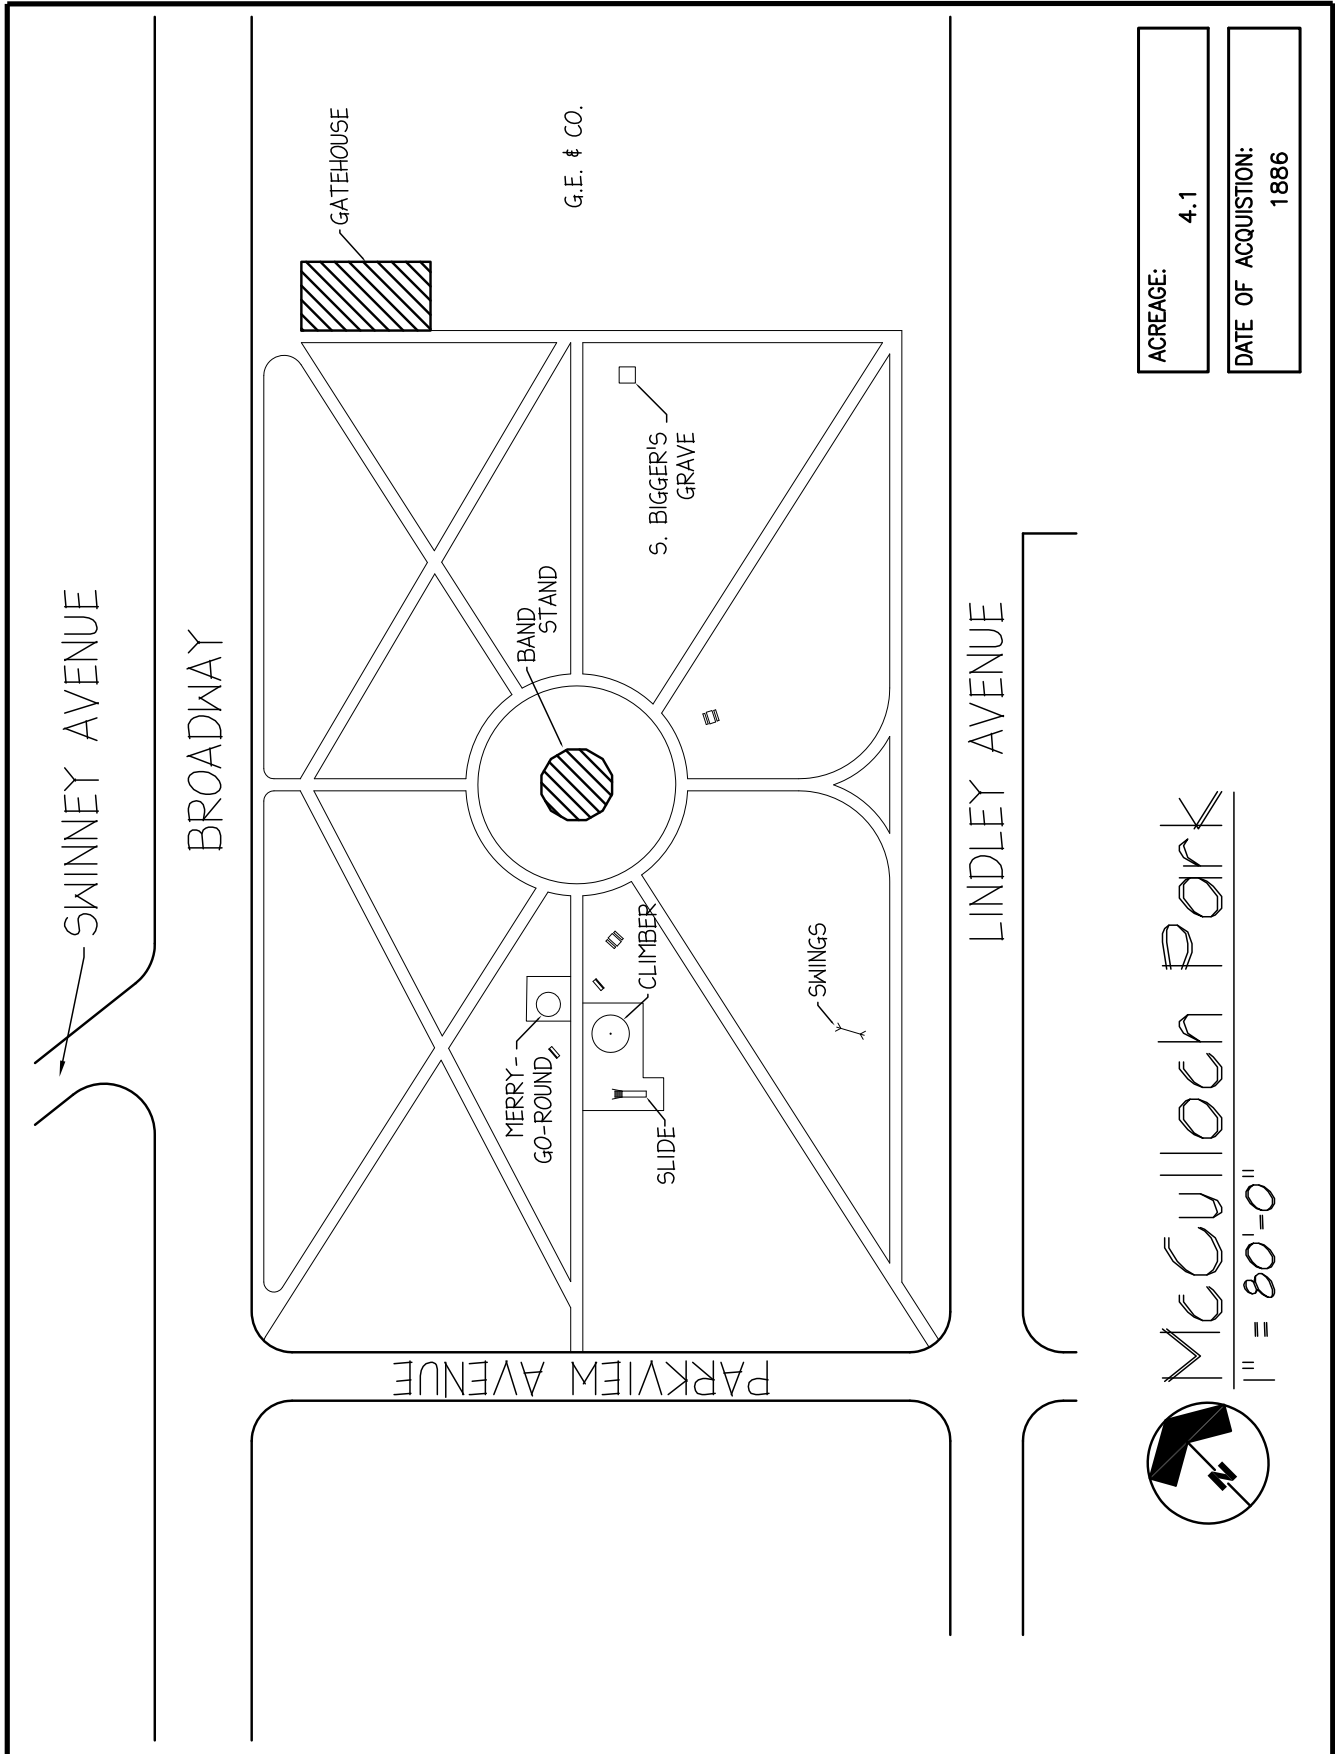 SWINNEY AVENUE
BROADWAY
GATEHOUSE
G.E. & CO.
BAND
STAND
S. BIGGER'S
GRAVE
MERRY-
GO-ROUND
CLIMBER
SLIDE
SWINGS
PARKVIEW AVENUE
LINDLEY AVENUE
McCulloch Park
1" = 80'-0"
N
ACREAGE:
4.1
DATE OF ACQUISTION:
1886